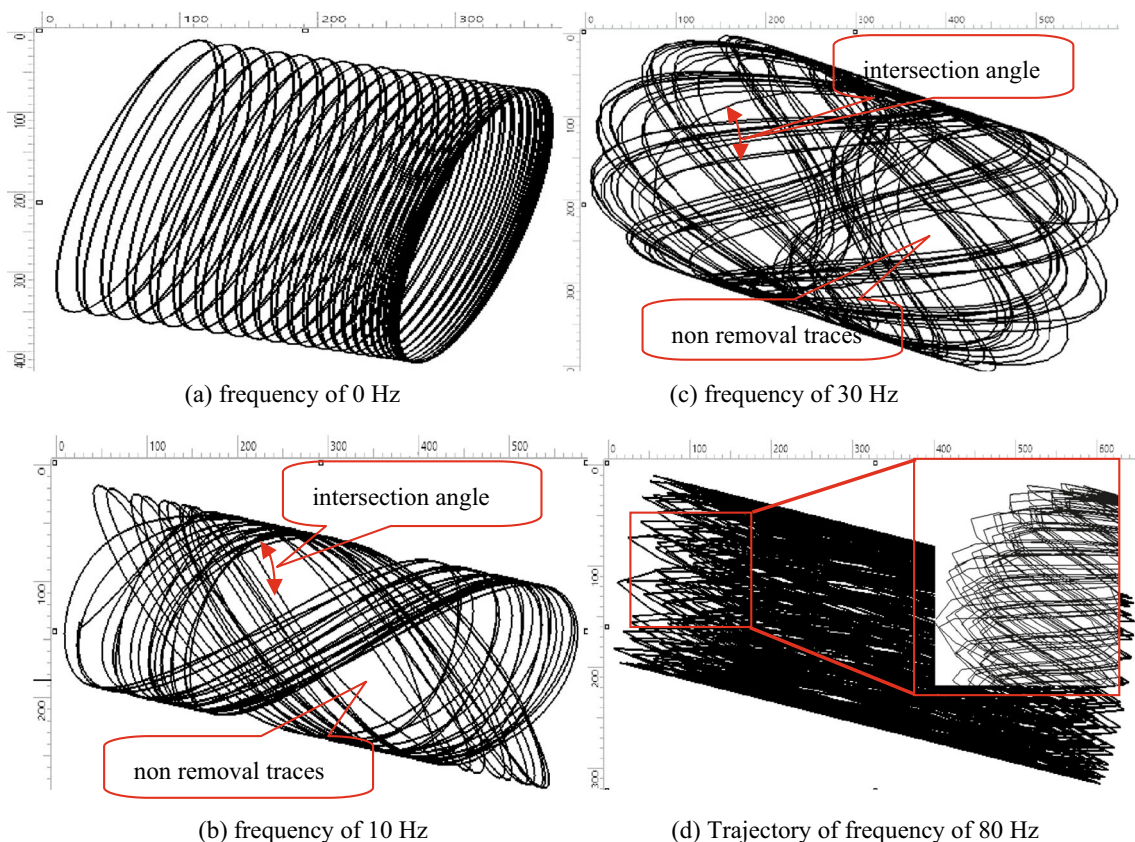 0 100 200 300
0
100
200
300
400
(a) frequency of 0 Hz
0 100 200 300 400 500
0
100
200
intersection angle
non removal traces
(c) frequency of 30 Hz
0 100 200 300 400 500
0
100
200
intersection angle
non removal traces
(b) frequency of 10 Hz
0 100 200 300 400 500 600
0
100
200
300
(d) Trajectory of frequency of 80 Hz